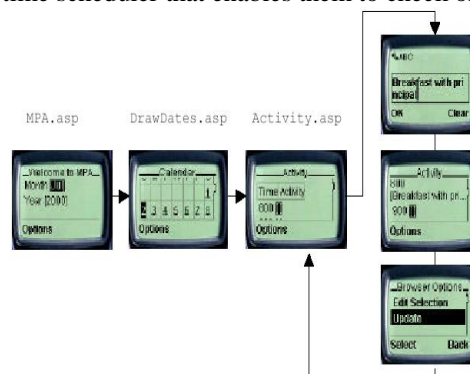 time scheduler that enables them to check or
MPA.asp
DrawDates.asp
Activity.asp
Welcome to MPA
Month
Year [2000]
Options
Calendar
1
2 3 4 5 6 7 8
Options
Activity
Time Activity
800
Options
ABC
Breakfast with pri
ncipal
OK Clear
Activity
800
[Breakfast with pri...
900
Options
Browser Options
Edit Selection
Update
Select Back